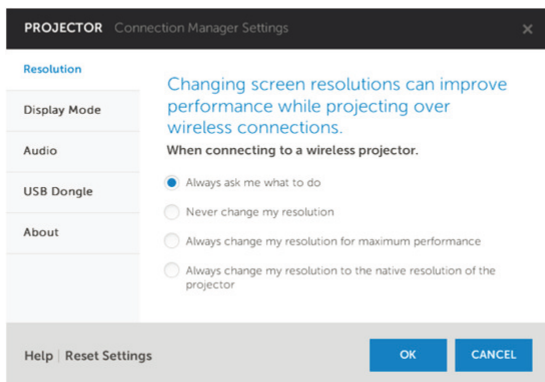 PROJECTOR Connection Manager Settings
Resolution
Display Mode
Audio
USB Dongle
About
Changing screen resolutions can improve
performance while projecting over
wireless connections.
When connecting to a wireless projector.
Always ask me what to do
Never change my resolution
Always change my resolution for maximum performance
Always change my resolution to the native resolution of the
projector
Help | Reset Settings
OK
CANCEL